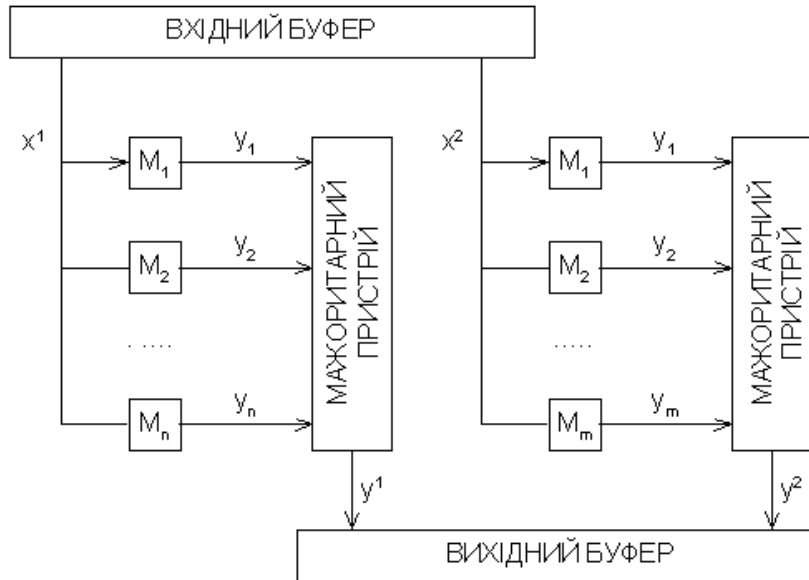 ВХІДНИЙ БУФЕР
x¹ y₁ x² y₁
M₁ M₁
y₂ y₂
M₂ M₂
МАЖОРИТАРНИЙ
ПРИСТРІЙ
МАЖОРИТАРНИЙ
ПРИСТРІЙ
. ..... .....
yₙ yₘ
Mₙ Mₘ
y¹ y²
ВИХІДНИЙ БУФЕР